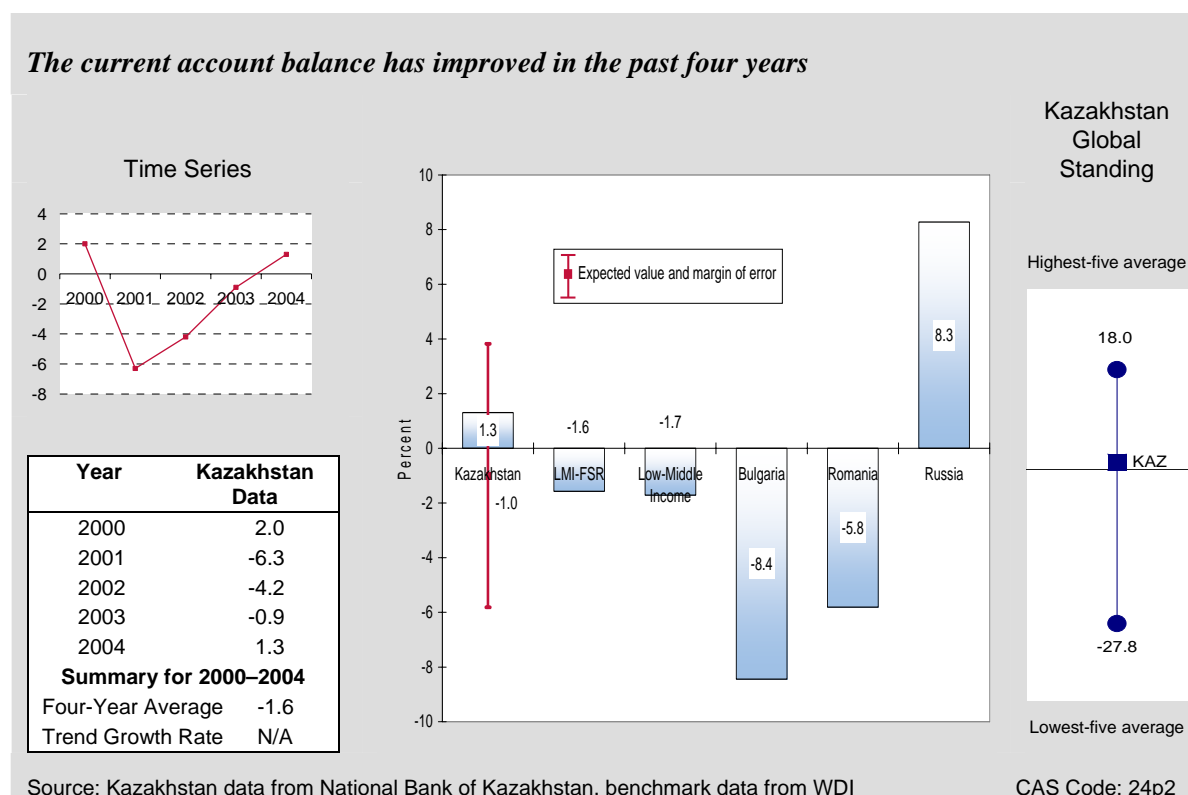 The current account balance has improved in the past four years
Time Series
4
2
0
-2
-4
-6
-8
2000 2001 2002 2003 2004
Year Kazakhstan Data
2000 2.0
2001 -6.3
2002 -4.2
2003 -0.9
2004 1.3
Summary for 2000–2004
Four-Year Average -1.6
Trend Growth Rate N/A
Percent
10
8
6
4
2
0
-2
-4
-6
-8
-10
Expected value and margin of error
1.3
-1.6
-1.7
8.3
Kazakhstan LMI-FSR Low-Middle Income Bulgaria Romania Russia
-1.0
-8.4
-5.8
Kazakhstan
Global
Standing
Highest-five average
18.0
KAZ
-27.8
Lowest-five average
Source: Kazakhstan data from National Bank of Kazakhstan, benchmark data from WDI
CAS Code: 24p2